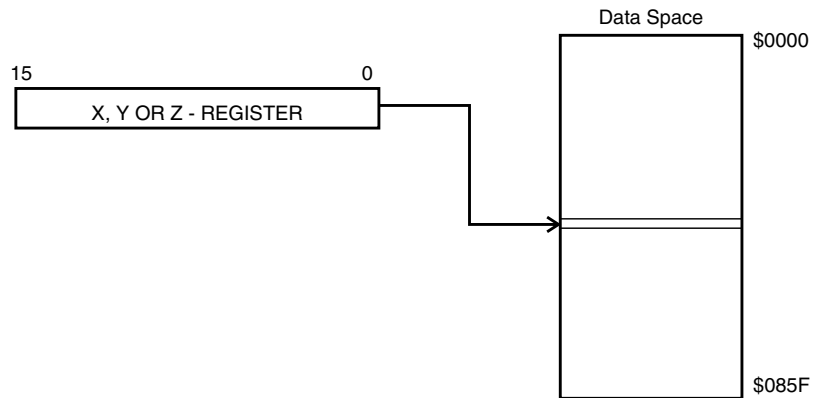 Data Space
$0000
15 0
X, Y OR Z - REGISTER
$085F